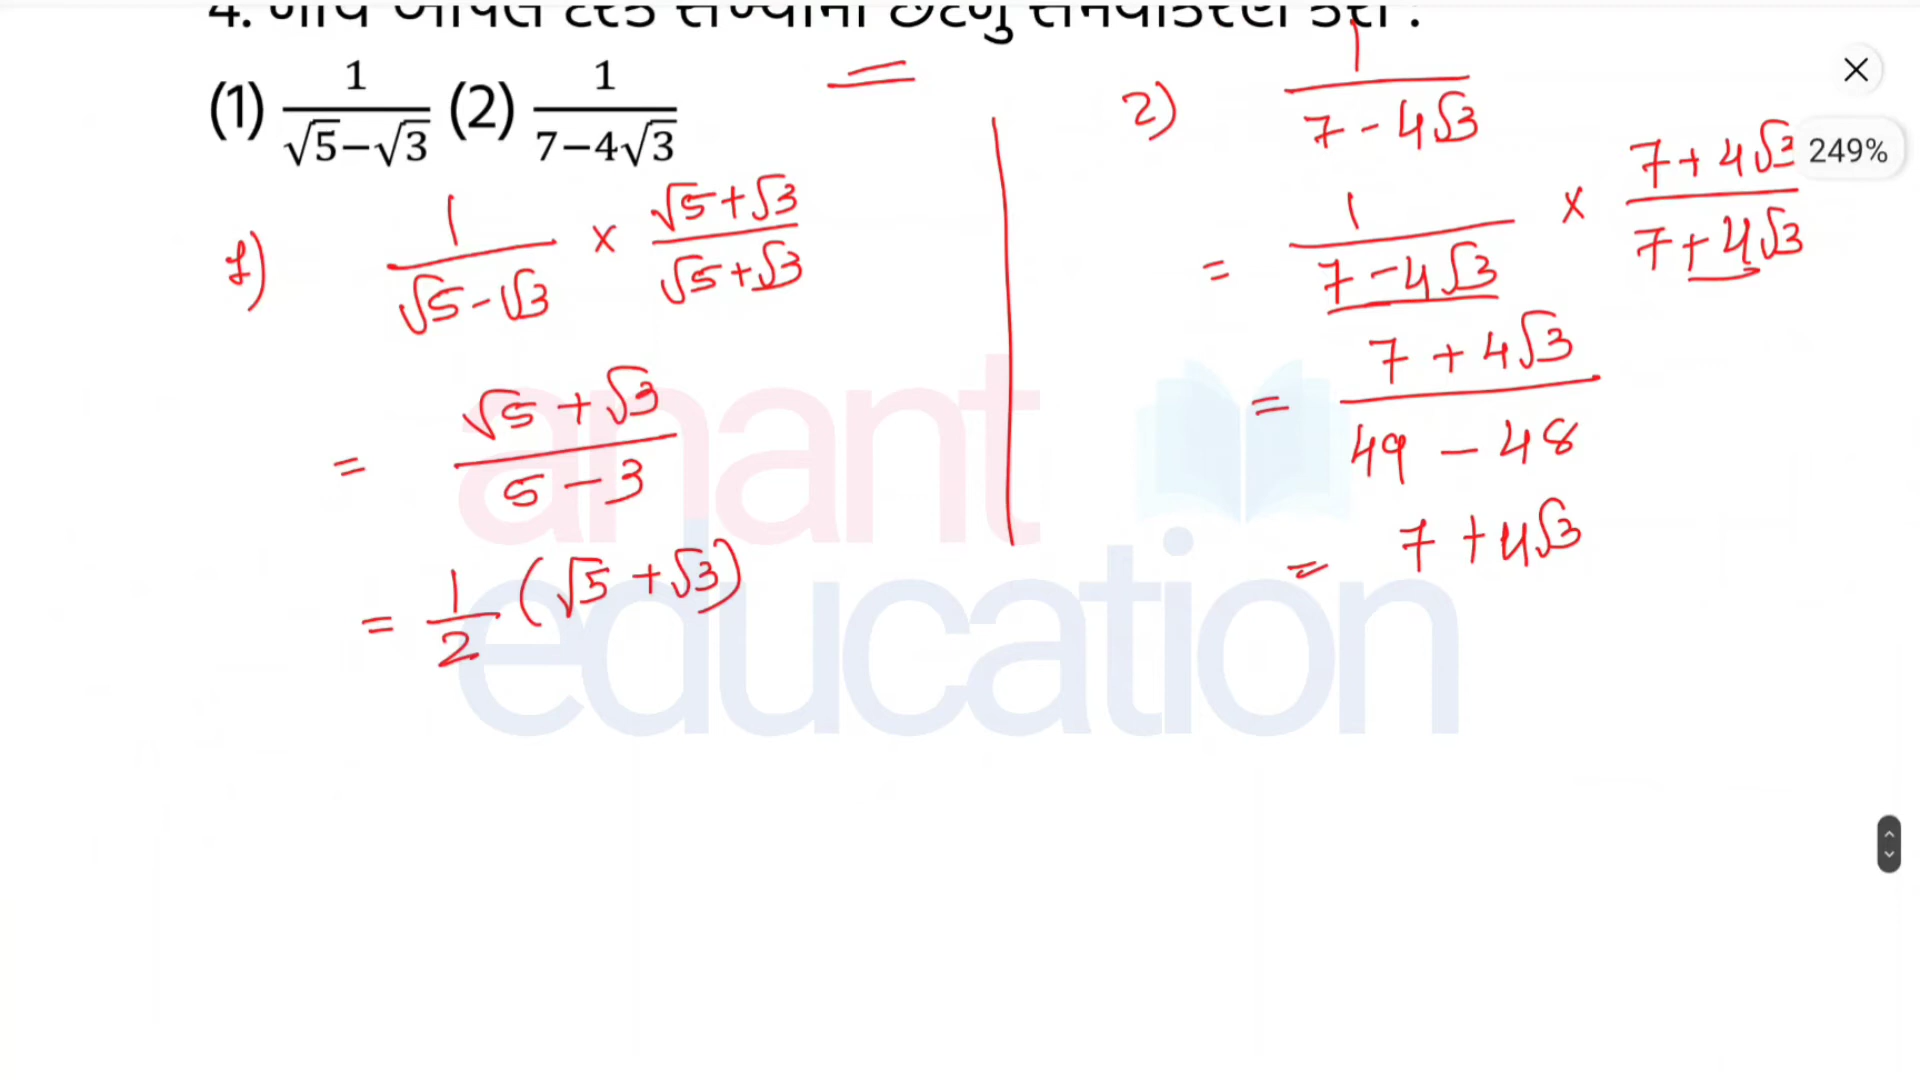 (1) 1/(√5−√3) (2) 1/(7−4√3)
1) 1/(√5-√3) × (√5+√3)/(√5+√3)
= (√5+√3)/(5-3)
= 1/2 (√5+√3)
2) 1/(7-4√3)
= 1/(7-4√3) × (7+4√3)/(7+4√3)
= (7+4√3)/(49-48)
= 7+4√3
249%
anant
education